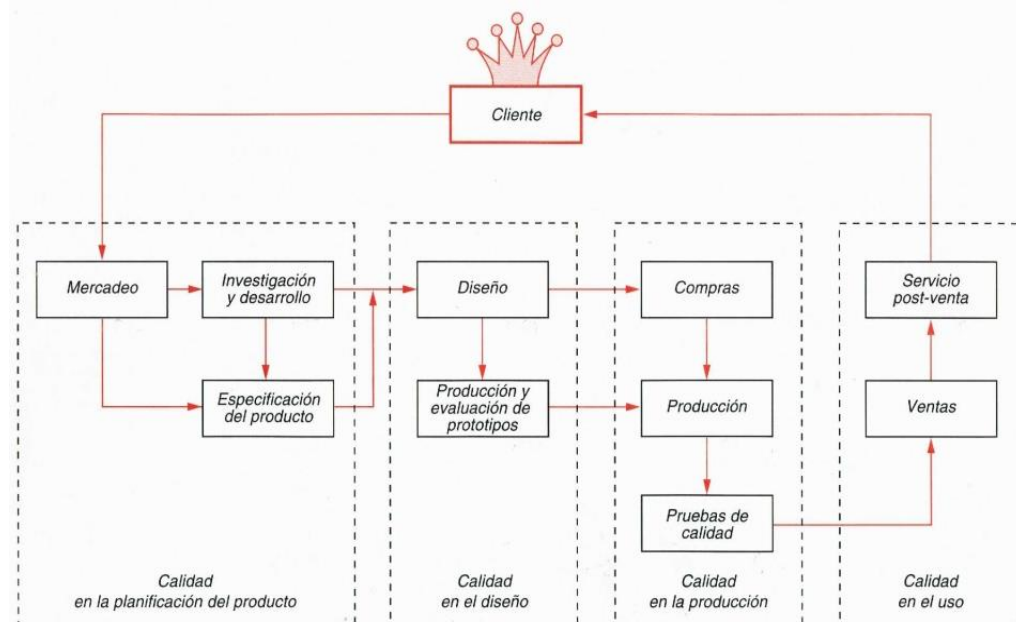 Cliente
Mercadeo
Investigación
y desarrollo
Especificación
del producto
Calidad
en la planificación del producto
Diseño
Producción y
evaluación de
prototipos
Calidad
en el diseño
Compras
Producción
Pruebas de
calidad
Calidad
en la producción
Servicio
post-venta
Ventas
Calidad
en el uso